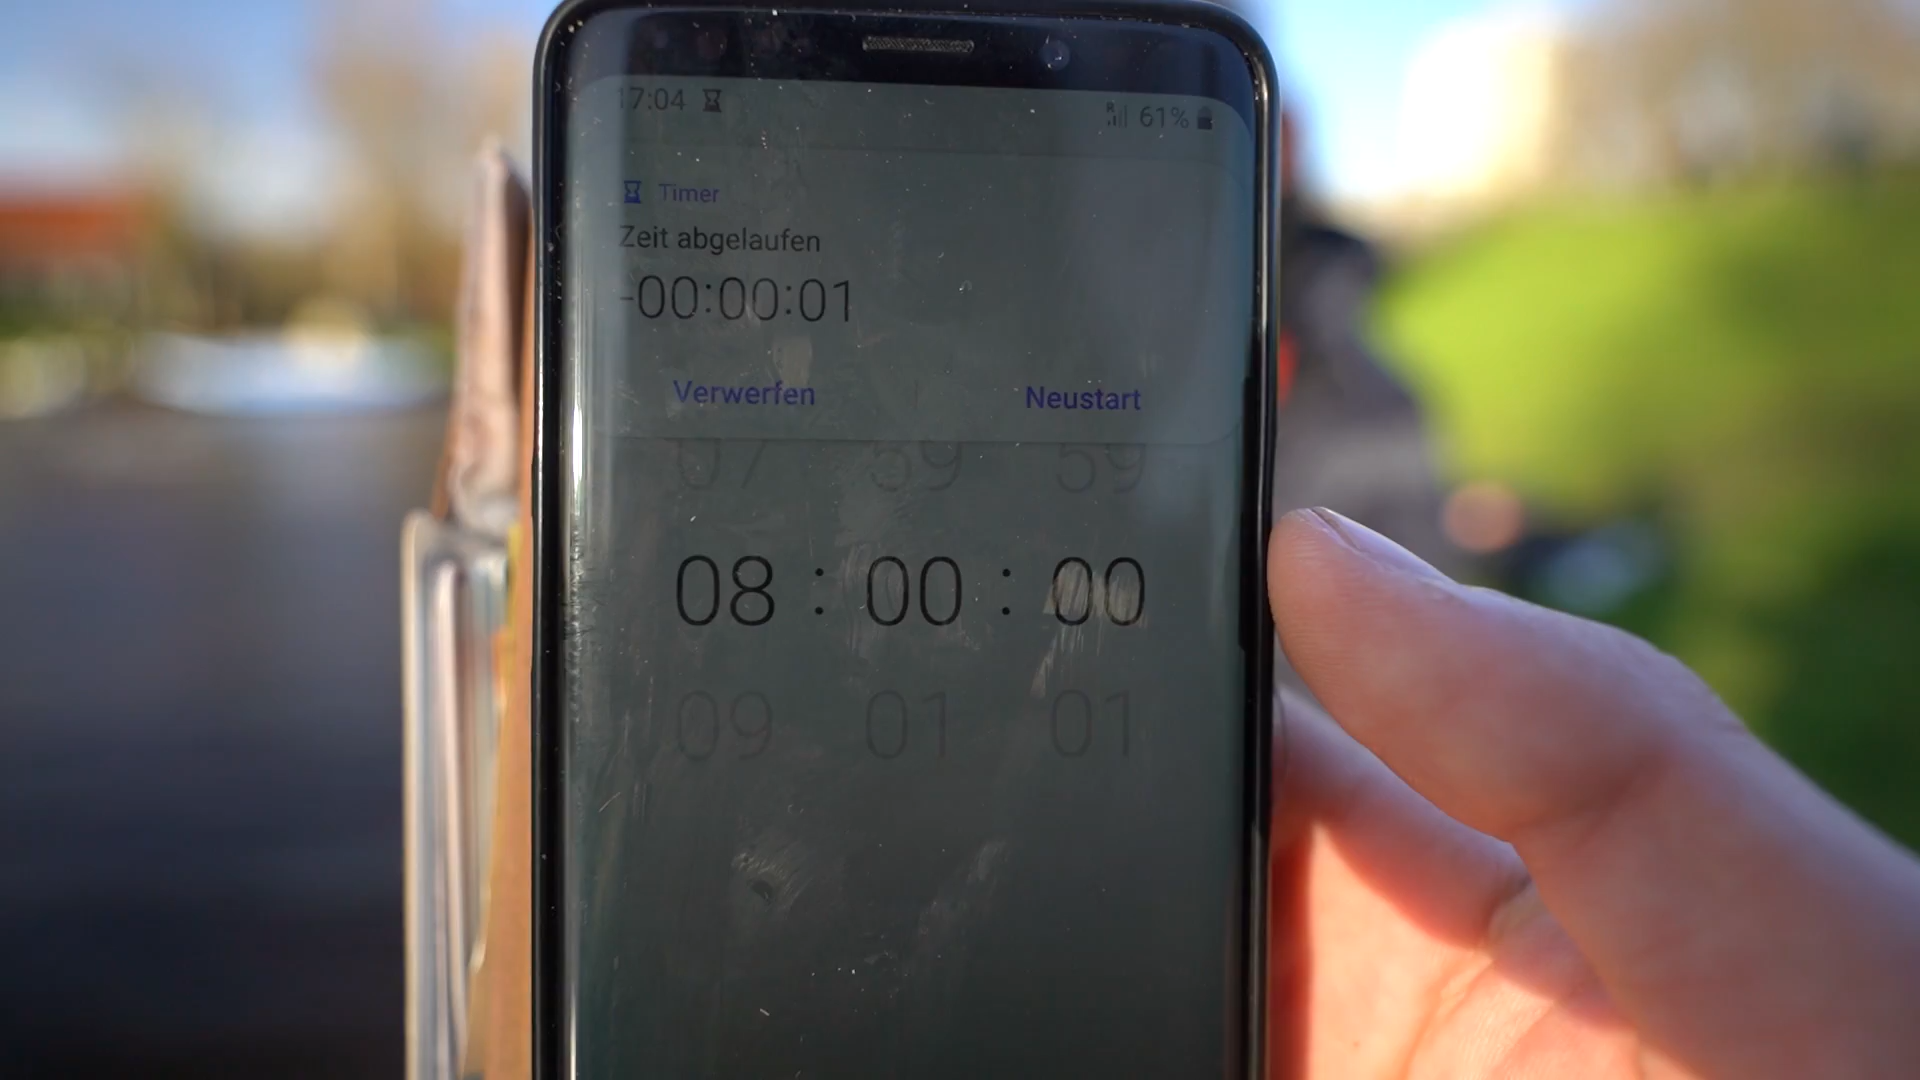 17:04
R 61%
Timer
Zeit abgelaufen
-00:00:01
Verwerfen Neustart
07 59 59
08 : 00 : 00
09 01 01